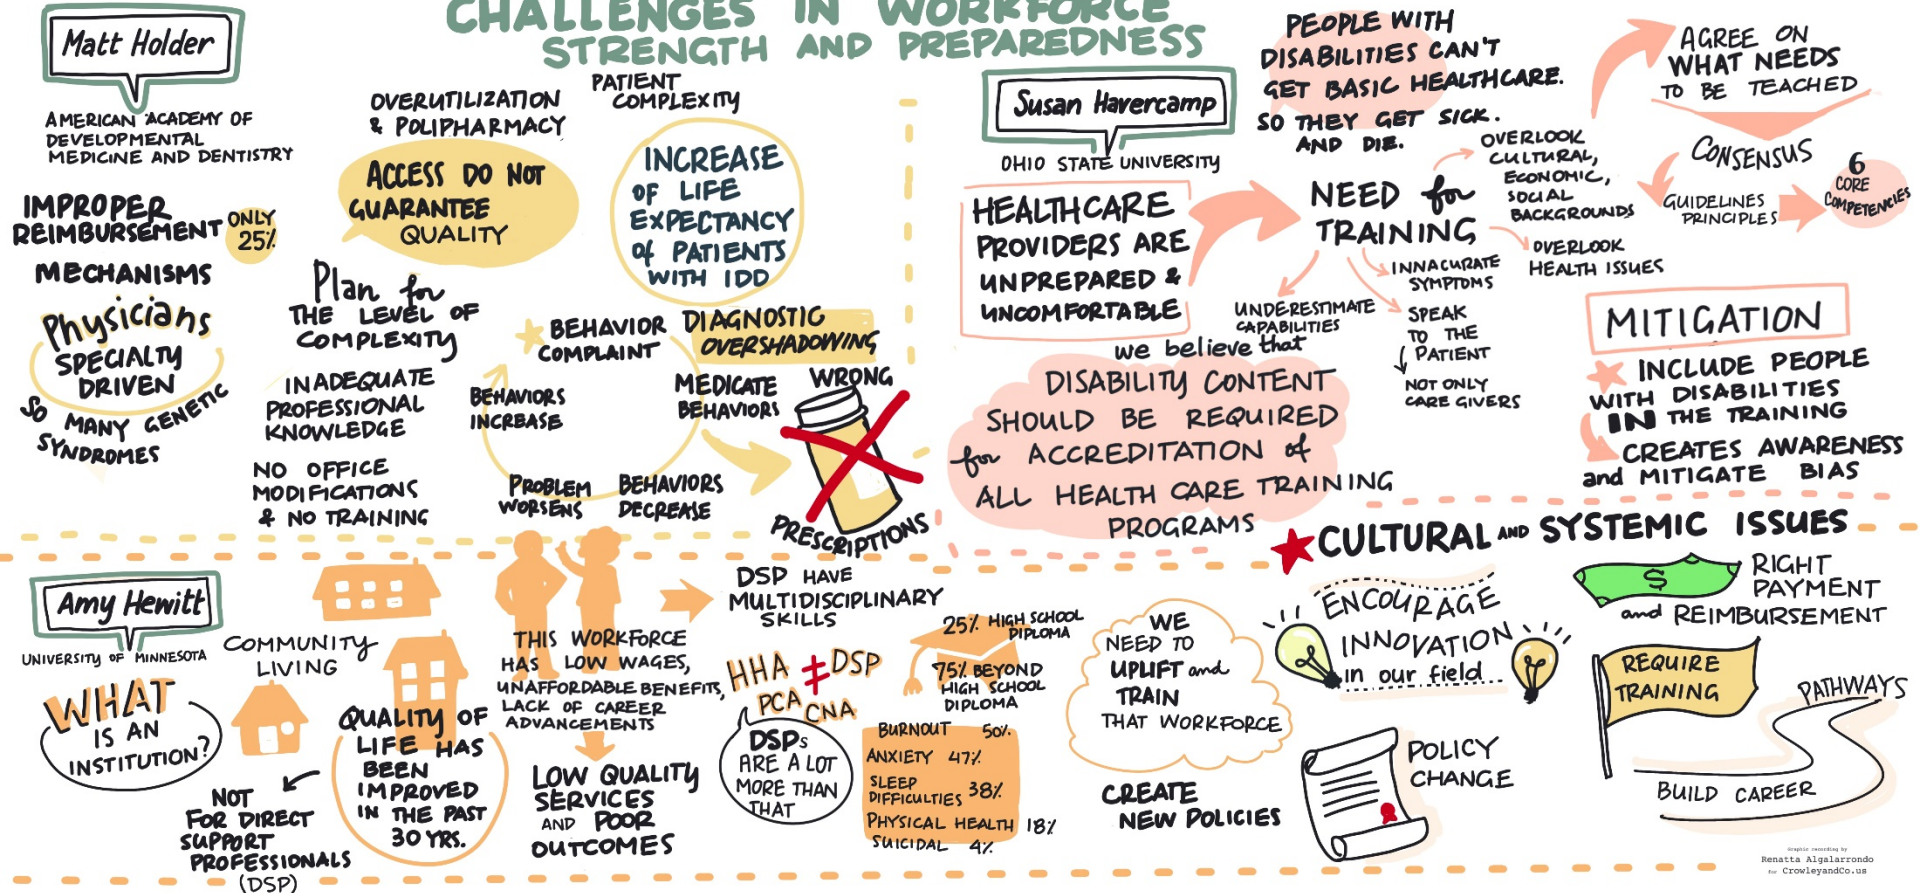 CHALLENGES IN WORKFORCE
STRENGTH AND PREPAREDNESS
Matt Holder
AMERICAN ACADEMY OF
DEVELOPMENTAL
MEDICINE AND DENTISTRY
IMPROPER
REIMBURSEMENT
MECHANISMS
ONLY
25%
Physicians
SPECIALTY
DRIVEN
SO MANY GENETIC
SYNDROMES
OVERUTILIZATION
& POLIPHARMACY
ACCESS DO NOT
GUARANTEE
QUALITY
Plan for
THE LEVEL OF
COMPLEXITY
INADEQUATE
PROFESSIONAL
KNOWLEDGE
NO OFFICE
MODIFICATIONS
& NO TRAINING
PATIENT
COMPLEXITY
INCREASE
OF LIFE
EXPECTANCY
of PATIENTS
WITH IDD
BEHAVIOR
COMPLAINT
DIAGNOSTIC
OVERSHADOWING
MEDICATE
BEHAVIORS
BEHAVIORS
DECREASE
PROBLEM
WORSENS
BEHAVIORS
INCREASE
WRONG
PRESCRIPTIONS
Susan Havercamp
OHIO STATE UNIVERSITY
HEALTHCARE
PROVIDERS ARE
UNPREPARED &
UNCOMFORTABLE
PEOPLE WITH
DISABILITIES CAN'T
GET BASIC HEALTHCARE.
SO THEY GET SICK.
AND DIE.
NEED for
TRAINING
OVERLOOK
CULTURAL,
ECONOMIC,
SOCIAL
BACKGROUNDS
OVERLOOK
HEALTH ISSUES
INNACURATE
SYMPTOMS
SPEAK
TO THE
PATIENT
NOT ONLY
CARE GIVERS
UNDERESTIMATE
CAPABILITIES
we believe that
DISABILITY CONTENT
SHOULD BE REQUIRED
for ACCREDITATION of
ALL HEALTH CARE TRAINING
PROGRAMS
AGREE ON
WHAT NEEDS
TO BE TEACHED
CONSENSUS
GUIDELINES
PRINCIPLES
6
CORE
COMPETENCIES
MITIGATION
INCLUDE PEOPLE
WITH DISABILITIES
IN THE TRAINING
CREATES AWARENESS
and MITIGATE BIAS
Amy Hewitt
UNIVERSITY OF MINNESOTA
WHAT
IS AN
INSTITUTION?
COMMUNITY
LIVING
NOT
FOR DIRECT
SUPPORT
PROFESSIONALS
(DSP)
QUALITY OF
LIFE HAS
BEEN
IMPROVED
IN THE PAST
30 YRS.
THIS WORKFORCE
HAS LOW WAGES,
UNAFFORDABLE BENEFITS,
LACK OF CAREER
ADVANCEMENTS
LOW QUALITY
SERVICES
AND POOR
OUTCOMES
DSP HAVE
MULTIDISCIPLINARY
SKILLS
HHA ≠ DSP
PCA
CNA
DSPs
ARE A LOT
MORE THAN
THAT
25% HIGH SCHOOL
DIPLOMA
75% BEYOND
HIGH SCHOOL
DIPLOMA
BURNOUT 50%
ANXIETY 47%
SLEEP
DIFFICULTIES 38%
PHYSICAL HEALTH 18%
SUICIDAL 4%
WE
NEED TO
UPLIFT and
TRAIN
THAT WORKFORCE
CREATE
NEW POLICIES
CULTURAL AND SYSTEMIC ISSUES
ENCOURAGE
INNOVATION
in our field
POLICY
CHANGE
$
RIGHT
PAYMENT
and REIMBURSEMENT
REQUIRE
TRAINING
PATHWAYS
BUILD CAREER
Graphic recording by
Renatta Algalarrondo
for CrowleyandCo.us